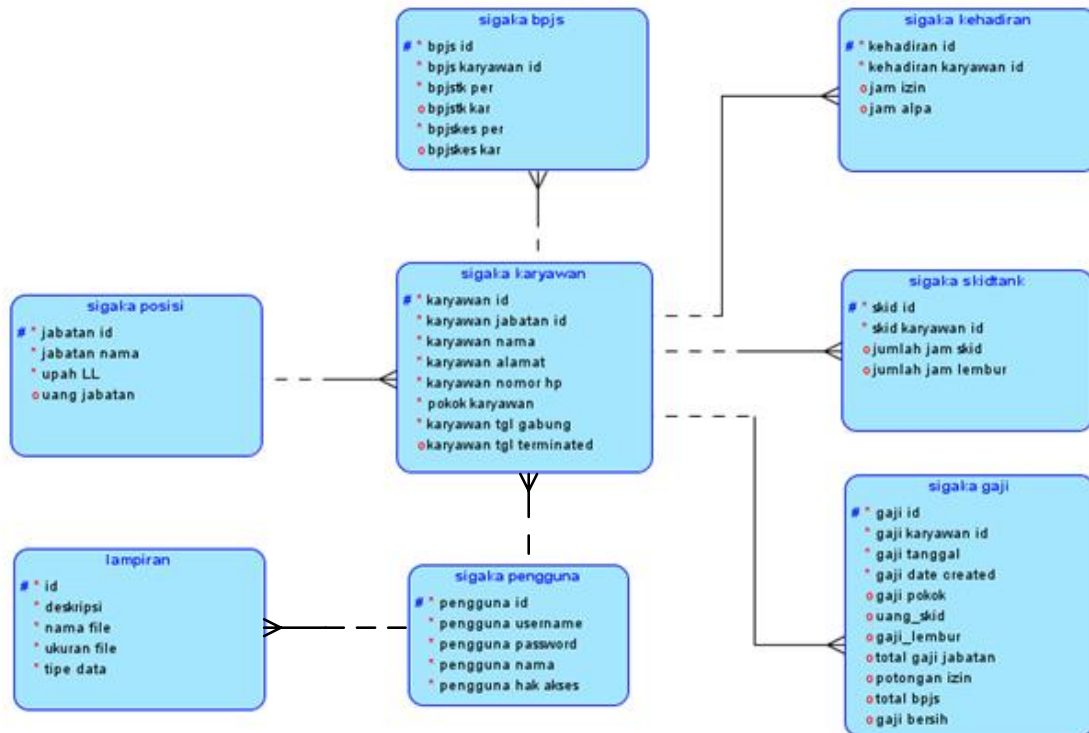 sigaka bpjs
# * bpjs id
* bpjs karyawan id
* bpjstk per
o bpjstk kar
* bpjskes per
o bpjskes kar
sigaka kehadiran
# * kehadiran id
* kehadiran karyawan id
o jam izin
o jam alpa
sigaka posisi
# * jabatan id
* jabatan nama
* upah LL
o uang jabatan
sigaka karyawan
# * karyawan id
* karyawan jabatan id
* karyawan nama
* karyawan alamat
* karyawan nomor hp
* pokok karyawan
* karyawan tgl gabung
o karyawan tgl terminated
sigaka skidtank
# * skid id
* skid karyawan id
o jumlah jam skid
o jumlah jam lembur
lampiran
# * id
* deskripsi
* nama file
* ukuran file
* tipe data
sigaka pengguna
# * pengguna id
* pengguna username
* pengguna password
* pengguna nama
* pengguna hak akses
sigaka gaji
# * gaji id
* gaji karyawan id
* gaji tanggal
* gaji date created
o gaji pokok
o uang_skid
o gaji_lembur
o total gaji jabatan
o potongan izin
o total bpjs
o gaji bersih